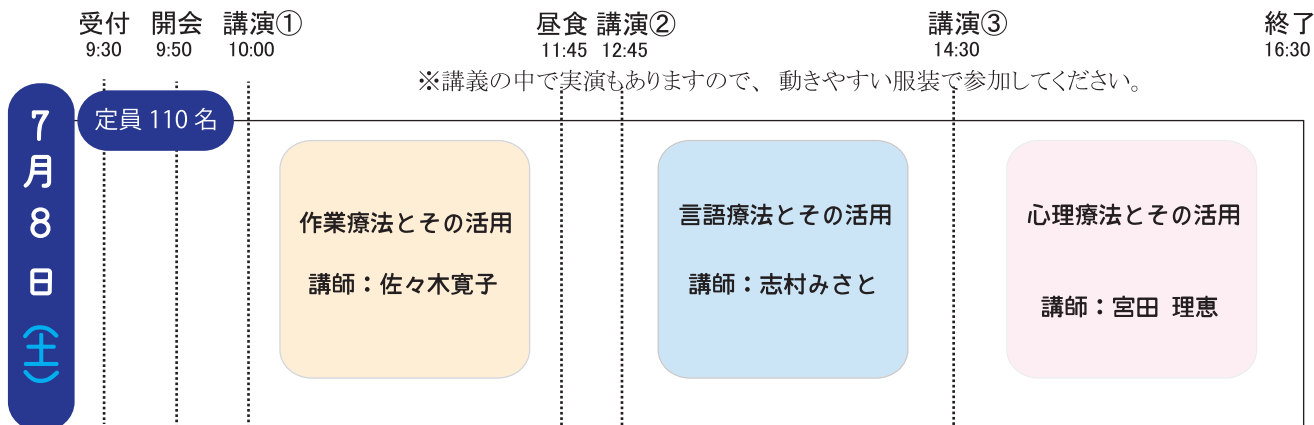 受付 開会 講演① 昼食 講演② 講演③ 終了
9:30 9:50 10:00 11:45 12:45 14:30 16:30
※講義の中で実演もありますので、 動きやすい服装で参加してください。
7月8日(土)
定員 110 名
作業療法とその活用
講師：佐々木寛子
言語療法とその活用
講師：志村みさと
心理療法とその活用
講師：宮田 理恵